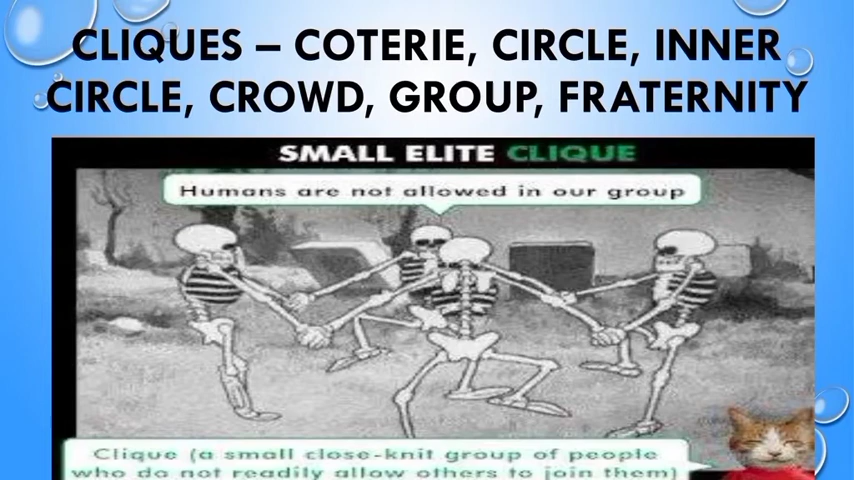 CLIQUES – COTERIE, CIRCLE, INNER
CIRCLE, CROWD, GROUP, FRATERNITY
SMALL ELITE CLIQUE
Humans are not allowed in our group
Clique (a small close-knit group of people
who do not readily allow others to join them)